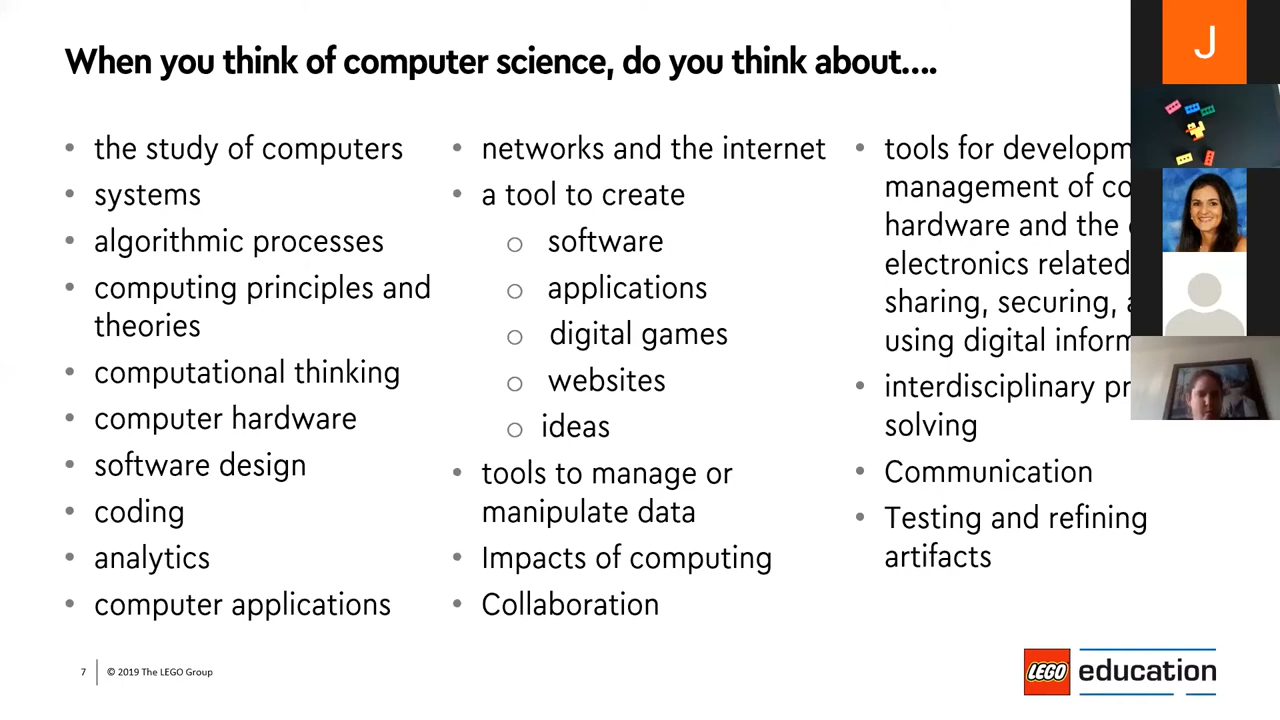 When you think of computer science, do you think about....
the study of computers
systems
algorithmic processes
computing principles and
theories
computational thinking
computer hardware
software design
coding
analytics
computer applications
networks and the internet
a tool to create
software
applications
digital games
websites
ideas
tools to manage or
manipulate data
Impacts of computing
Collaboration
tools for
management of
hardware and the
electronics related
sharing, securing,
using digital
interdisciplinary
solving
Communication
Testing and refining
artifacts
J
7 © 2019 The LEGO Group
LEGO education